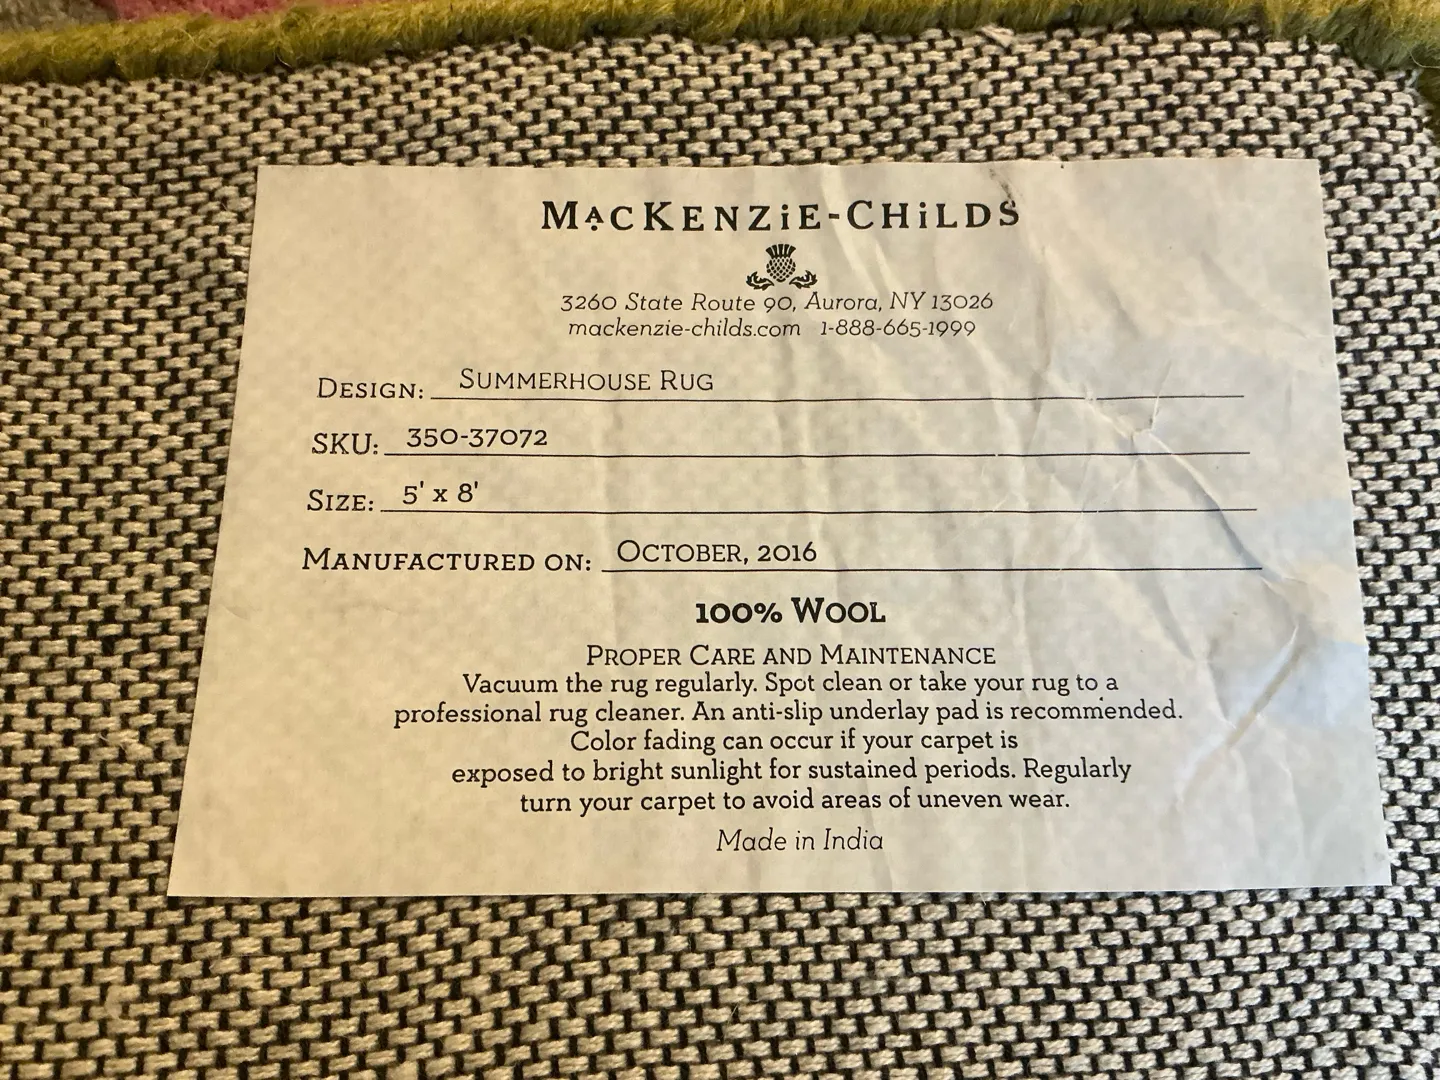 MACKENZiE-CHiLDS
3260 State Route 90, Aurora, NY 13026
mackenzie-childs.com 1-888-665-1999
DESIGN: SUMMERHOUSE RUG
SKU: 350-37072
SIZE: 5' x 8'
MANUFACTURED ON: OCTOBER, 2016
100% WOOL
PROPER CARE AND MAINTENANCE
Vacuum the rug regularly. Spot clean or take your rug to a
professional rug cleaner. An anti-slip underlay pad is recommended.
Color fading can occur if your carpet is
exposed to bright sunlight for sustained periods. Regularly
turn your carpet to avoid areas of uneven wear.
Made in India